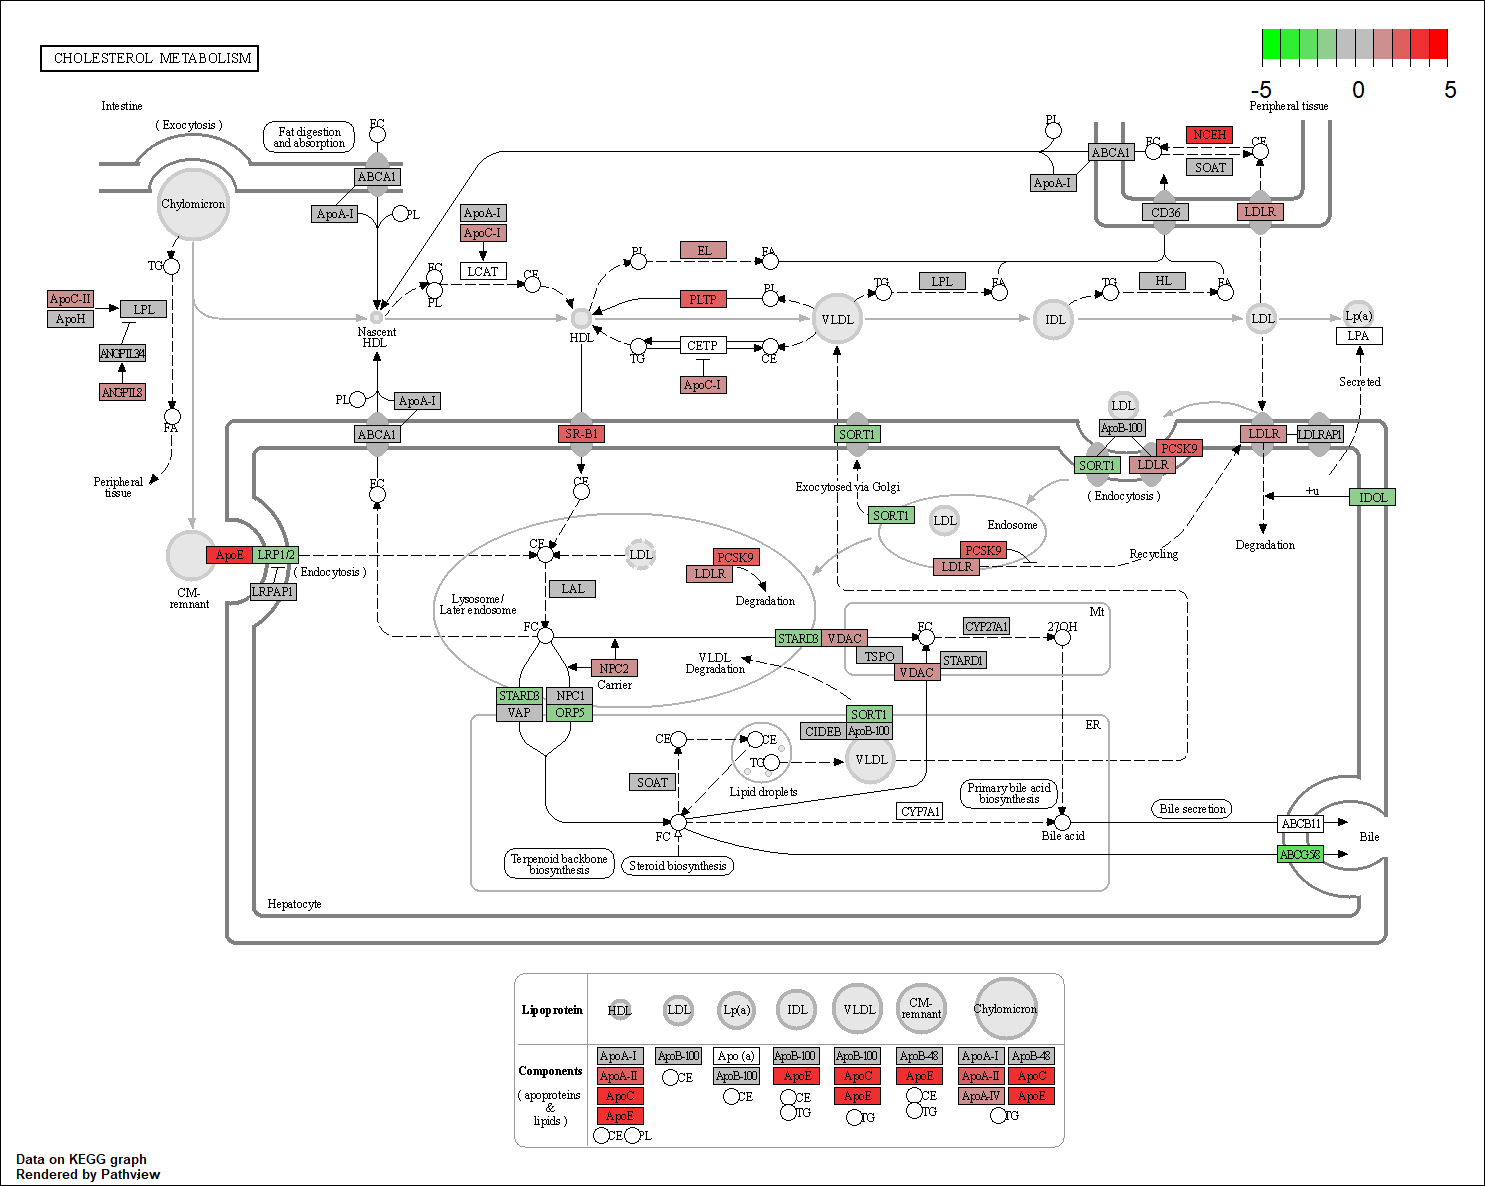 CHOLESTEROL METABOLISM
-5 0 5
Intestine
Peripheral tissue
( Exocytosis )
Fat digestion
and absorption
FC
PL
ABCA1
FC
NCEH
CE
SOAT
ABCA1
ApoA-I
CD36
LDLR
Chylomicron
ApoA-I
PL
ApoA-I
ApoC-I
LCAT
TG
FC
PL
CE
PL
EL
FA
PLTP
PL
TG
LPL
FA
TG
HL
FA
ApoC-II
ApoH
LPL
ANGPTL3/4
ANGPTL8
Nascent
HDL
HDL
VLDL
IDL
LDL
Lp(a)
LPA
TG
CETP
CE
ApoC-I
FA
Peripheral
tissue
PL
ApoA-I
ABCA1
SR-B1
SORT1
LDL
ApoB-100
SORT1
LDLR
PCSK9
( Endocytosis )
Secreted
LDLR
LDLRAP1
+u
IDOL
Degradation
FC
CE
Exocytosed via Golgi
SORT1
LDL
Endosome
PCSK9
LDLR
Recycling
CM-
remnant
ApoE
LRP1/2
( Endocytosis )
LRPAP1
CE
LDL
LAL
PCSK9
LDLR
Degradation
Lysosome/
Later endosome
FC
STARD3
VDAC
FC
CYP27A1
27OH
Mt
TSPO
STARD1
VDAC
NPC2
Carrier
VLDL
Degradation
STARD3
NPC1
VAP
ORP5
SORT1
CIDEB
ApoB-100
VLDL
ER
CE
CE
TG
Lipid droplets
SOAT
FC
CYP7A1
Primary bile acid
biosynthesis
Bile acid
Bile secretion
ABCB11
ABCG5/8
Bile
Terpenoid backbone
biosynthesis
Steroid biosynthesis
Hepatocyte
Lipoprotein
HDL
LDL
Lp(a)
IDL
VLDL
CM-
remnant
Chylomicron
Components
( apoproteins
&
lipids )
ApoA-I
ApoA-II
ApoC
ApoE
CE PL
ApoB-100
CE
Apo (a)
ApoB-100
CE
ApoB-100
ApoE
CE
TG
ApoB-100
ApoC
ApoE
TG
ApoB-48
ApoE
CE
TG
ApoA-I ApoB-48
ApoA-II ApoC
ApoA-IV ApoE
TG
Data on KEGG graph
Rendered by Pathview